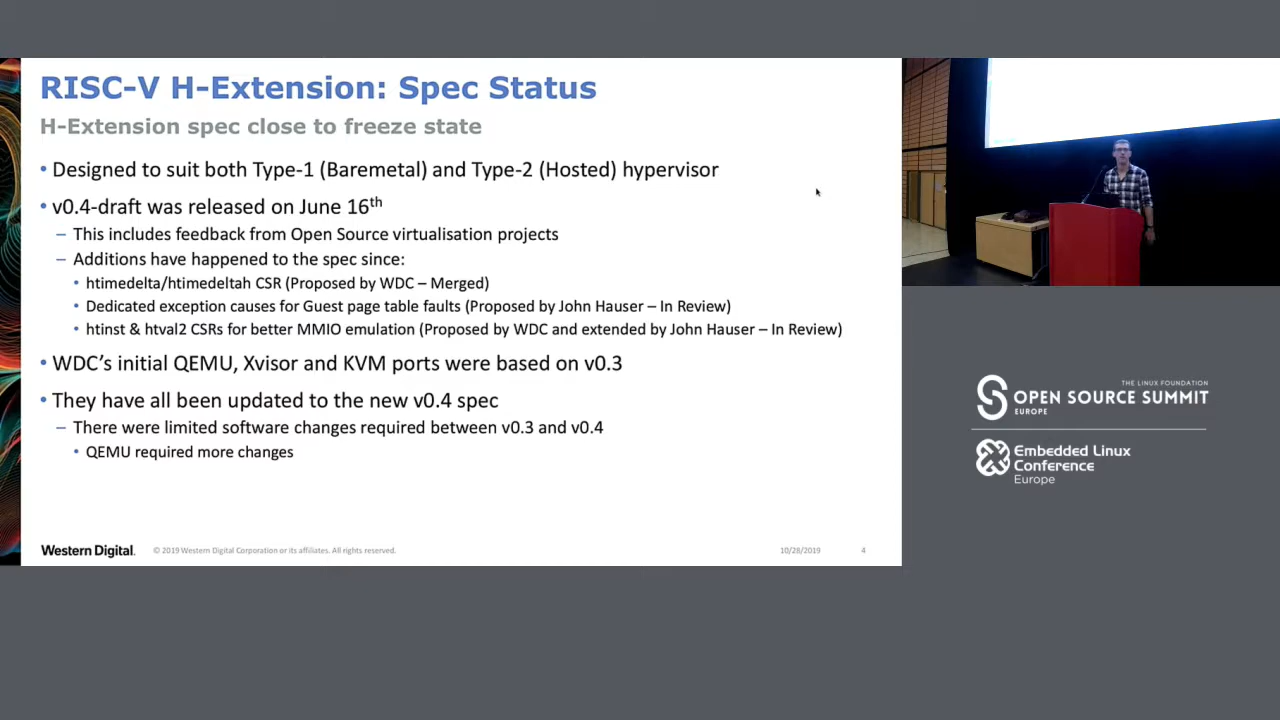 RISC-V H-Extension: Spec Status
H-Extension spec close to freeze state
• Designed to suit both Type-1 (Baremetal) and Type-2 (Hosted) hypervisor
• v0.4-draft was released on June 16th
– This includes feedback from Open Source virtualisation projects
– Additions have happened to the spec since:
• htimedelta/htimedeltah CSR (Proposed by WDC – Merged)
• Dedicated exception causes for Guest page table faults (Proposed by John Hauser – In Review)
• htinst & htval2 CSRs for better MMIO emulation (Proposed by WDC and extended by John Hauser – In Review)
• WDC’s initial QEMU, Xvisor and KVM ports were based on v0.3
• They have all been updated to the new v0.4 spec
– There were limited software changes required between v0.3 and v0.4
• QEMU required more changes
Western Digital.
© 2019 Western Digital Corporation or its affiliates. All rights reserved.
10/28/2019
4
THE LINUX FOUNDATION
OPEN SOURCE SUMMIT
EUROPE
Embedded Linux
Conference
Europe